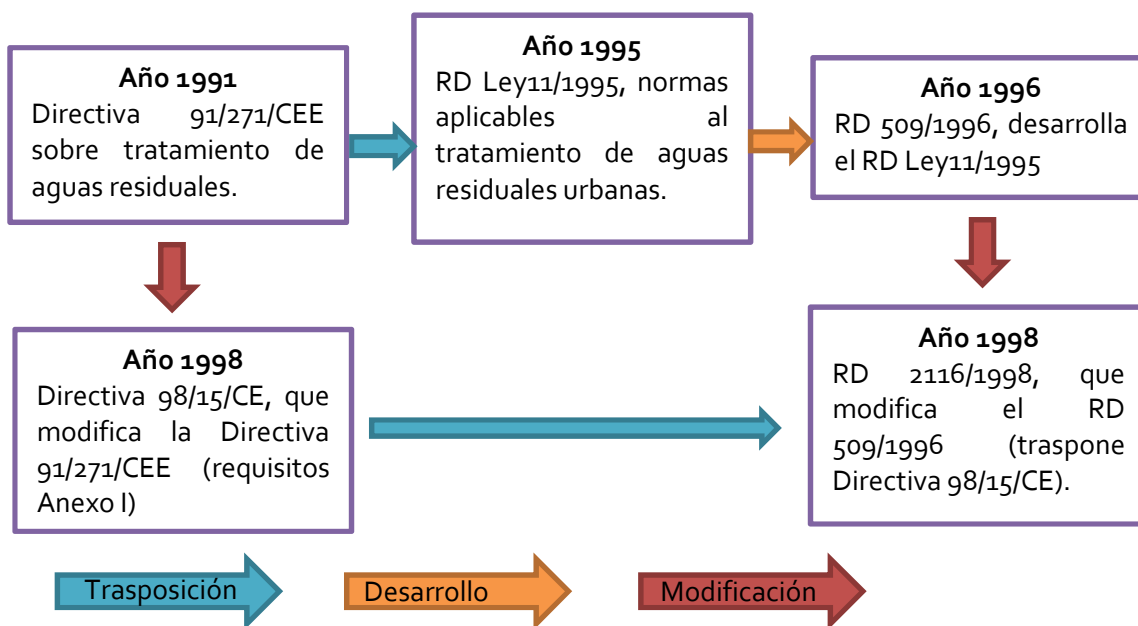 Año 1991
Directiva 91/271/CEE
sobre tratamiento de
aguas residuales.
Año 1995
RD Ley11/1995, normas
aplicables al
tratamiento de aguas
residuales urbanas.
Año 1996
RD 509/1996, desarrolla
el RD Ley11/1995
Año 1998
Directiva 98/15/CE, que
modifica la Directiva
91/271/CEE (requisitos
Anexo I)
Año 1998
RD 2116/1998, que
modifica el RD
509/1996 (traspone
Directiva 98/15/CE).
Trasposición
Desarrollo
Modificación